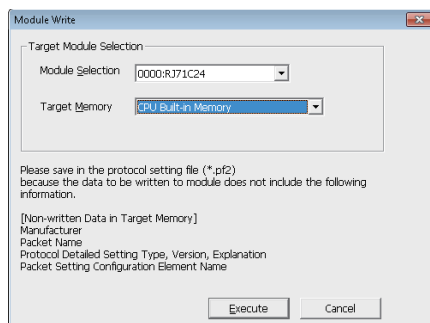 Module Write
Target Module Selection
Module Selection
0000:RJ71C24
Target Memory
CPU Built-in Memory
Please save in the protocol setting file (*.pf2)
because the data to be written to module does not include the following
information.
[Non-written Data in Target Memory]
Manufacturer
Packet Name
Protocol Detailed Setting Type, Version, Explanation
Packet Setting Configuration Element Name
Execute
Cancel